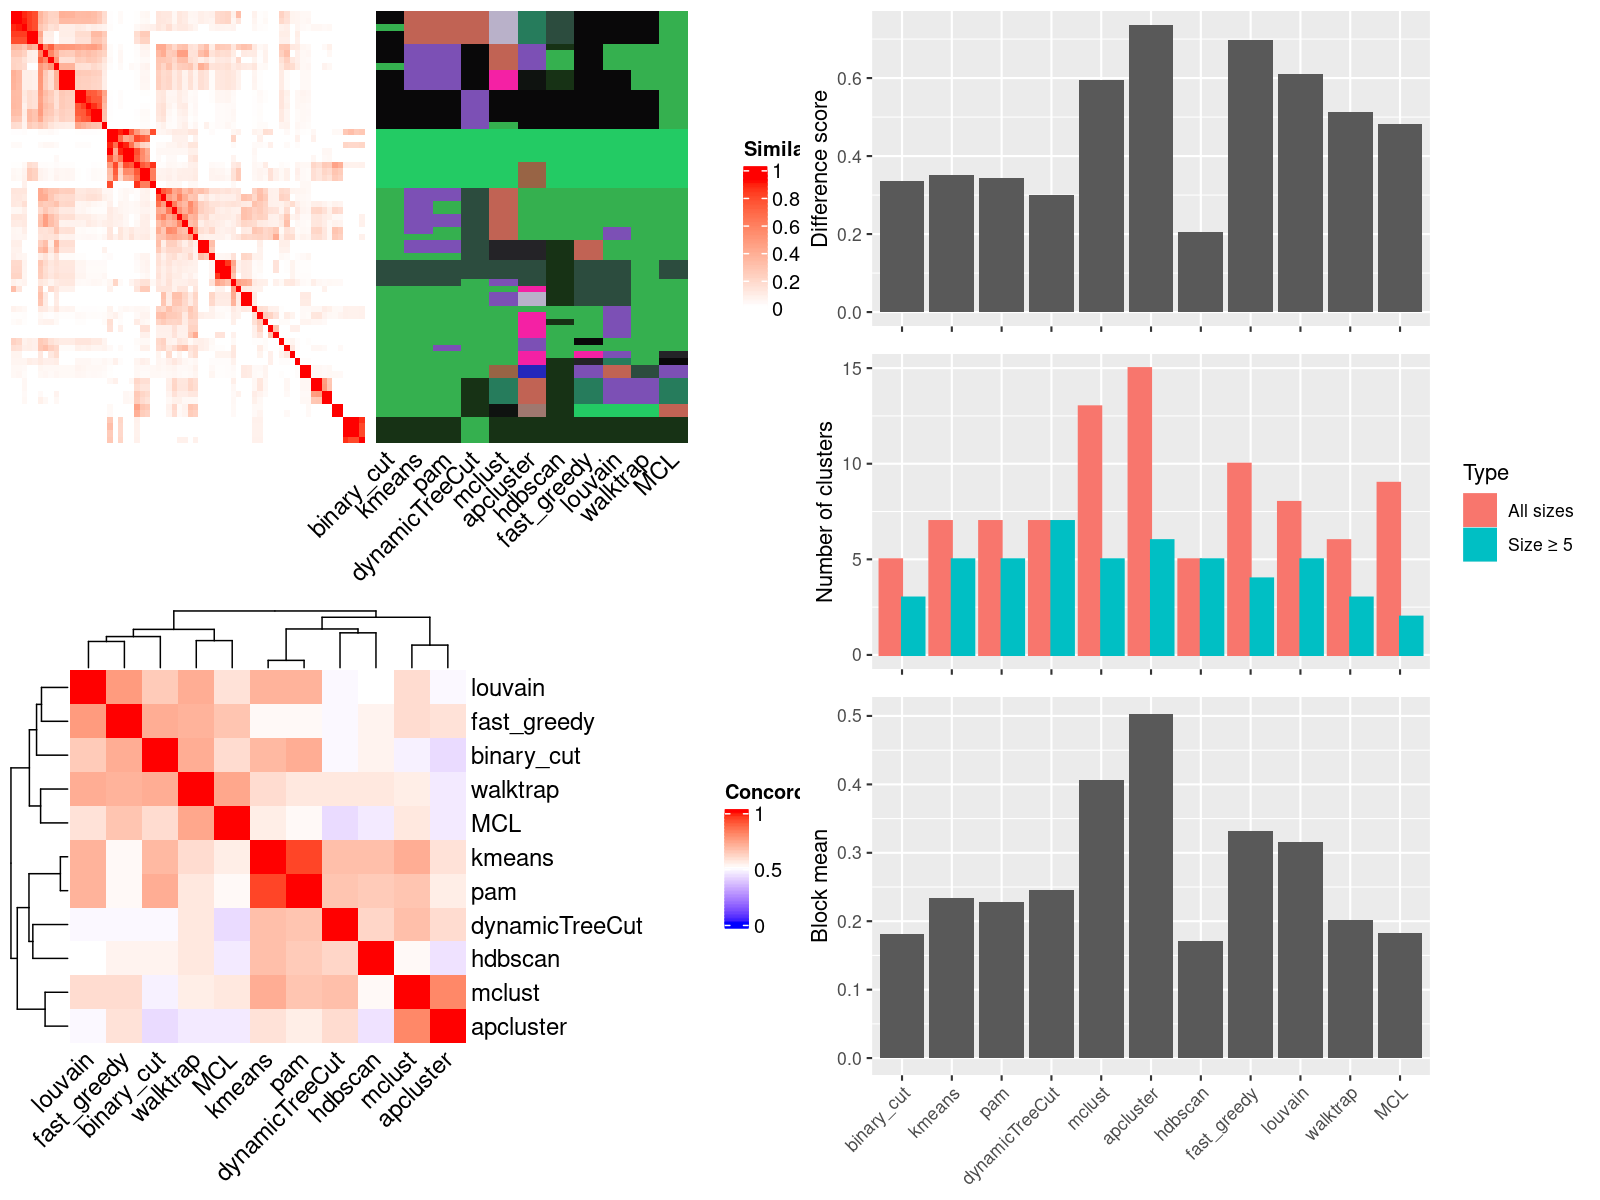 Simila
1
0.8
0.6
0.4
0.2
0
binary_cut
kmeans
pam
dynamicTreeCut
mclust
apcluster
hdbscan
fast_greedy
louvain
walktrap
MCL
louvain
fast_greedy
binary_cut
walktrap
MCL
kmeans
pam
dynamicTreeCut
hdbscan
mclust
apcluster
louvain
fast_greedy
binary_cut
walktrap
MCL
kmeans
pam
dynamicTreeCut
hdbscan
mclust
apcluster
Concord
1
0.5
0
Difference score
0.6
0.4
0.2
0.0
Number of clusters
15
10
5
0
Type
All sizes
Size ≥ 5
Block mean
0.5
0.4
0.3
0.2
0.1
0.0
binary_cut
kmeans
pam
dynamicTreeCut
mclust
apcluster
hdbscan
fast_greedy
louvain
walktrap
MCL